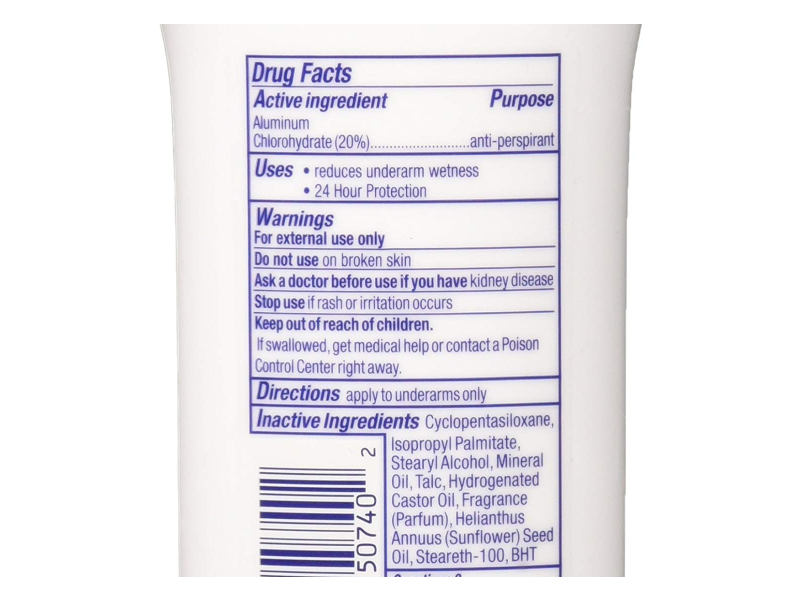 Drug Facts
Active ingredient Purpose
Aluminum
Chlorohydrate (20%)..........................anti-perspirant
Uses • reduces underarm wetness
• 24 Hour Protection
Warnings
For external use only
Do not use on broken skin
Ask a doctor before use if you have kidney disease
Stop use if rash or irritation occurs
Keep out of reach of children.
If swallowed, get medical help or contact a Poison
Control Center right away.
Directions apply to underarms only
Inactive Ingredients Cyclopentasiloxane,
Isopropyl Palmitate,
Stearyl Alcohol, Mineral
Oil, Talc, Hydrogenated
Castor Oil, Fragrance
(Parfum), Helianthus
Annuus (Sunflower) Seed
Oil, Steareth-100, BHT
2
50740